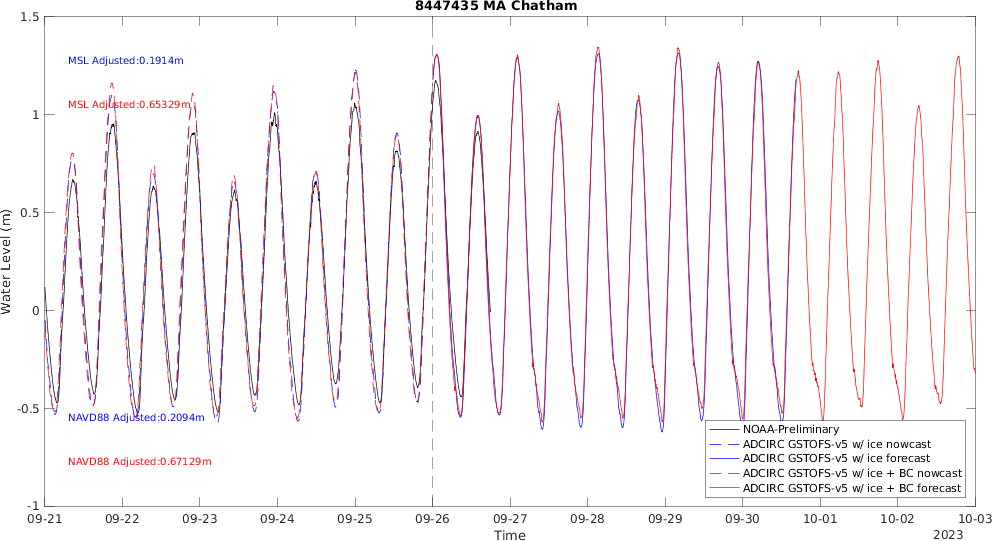 8447435 MA Chatham
1.5
1
0.5
0
-0.5
-1
Water Level (m)
MSL Adjusted:0.1914m
MSL Adjusted:0.65329m
NAVD88 Adjusted:0.2094m
NAVD88 Adjusted:0.67129m
NOAA-Preliminary
ADCIRC GSTOFS-v5 w/ ice nowcast
ADCIRC GSTOFS-v5 w/ ice forecast
ADCIRC GSTOFS-v5 w/ ice + BC nowcast
ADCIRC GSTOFS-v5 w/ ice + BC forecast
09-21 09-22 09-23 09-24 09-25 09-26 09-27 09-28 09-29 09-30 10-01 10-02 10-03
Time
2023